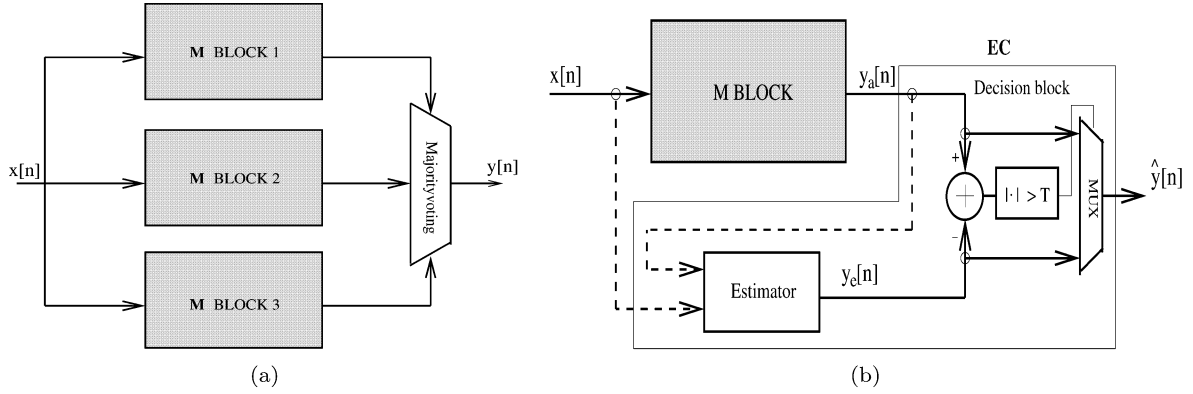 M BLOCK 1
x[n]
M BLOCK 2
Majority voting
y[n]
M BLOCK 3
(a)
EC
x[n]
M BLOCK
y_a[n]
Decision block
+
+
|·| > T
MUX
ŷ[n]
−
Estimator
y_e[n]
(b)